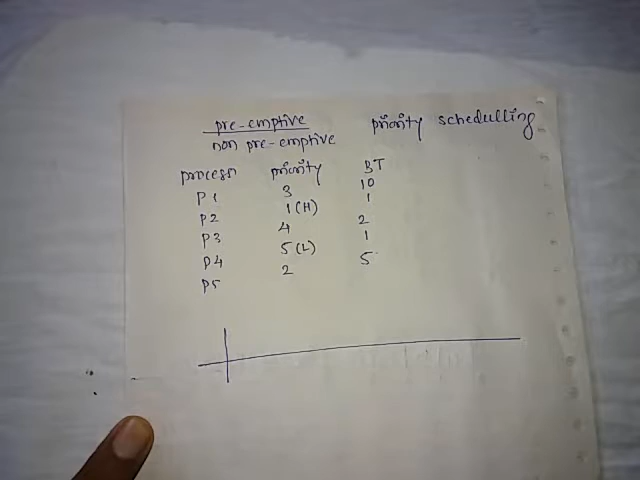 pre-emptive
non pre-emptive priority schedulling
process priority BT
P1 3 10
P2 1(H) 1
P3 4 2
P4 5(L) 1
P5 2 5